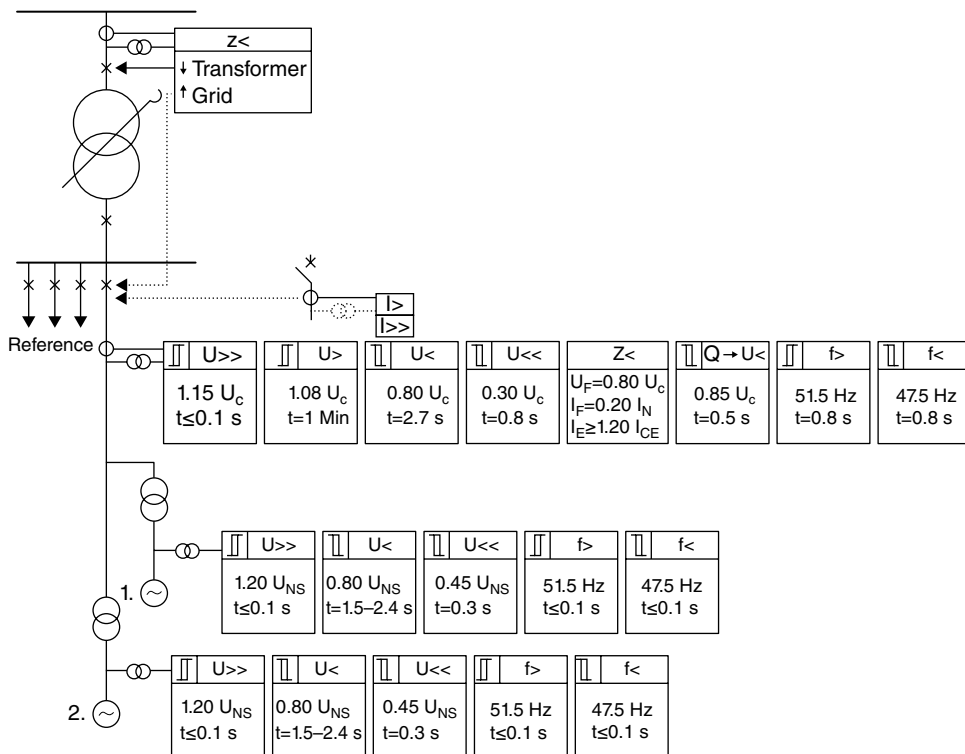 Z<
↓ Transformer
↑ Grid
I>
I>>
Reference
U>>
1.15 Uc
t≤0.1 s
U>
1.08 Uc
t=1 Min
U<
0.80 Uc
t=2.7 s
U<<
0.30 Uc
t=0.8 s
Z<
UF=0.80 Uc
IF=0.20 IN
IE≥1.20 ICE
Q→U<
0.85 Uc
t=0.5 s
f>
51.5 Hz
t=0.8 s
f<
47.5 Hz
t=0.8 s
1.
U>>
1.20 UNS
t≤0.1 s
U<
0.80 UNS
t=1.5–2.4 s
U<<
0.45 UNS
t=0.3 s
f>
51.5 Hz
t≤0.1 s
f<
47.5 Hz
t≤0.1 s
2.
U>>
1.20 UNS
t≤0.1 s
U<
0.80 UNS
t=1.5–2.4 s
U<<
0.45 UNS
t=0.3 s
f>
51.5 Hz
t≤0.1 s
f<
47.5 Hz
t≤0.1 s